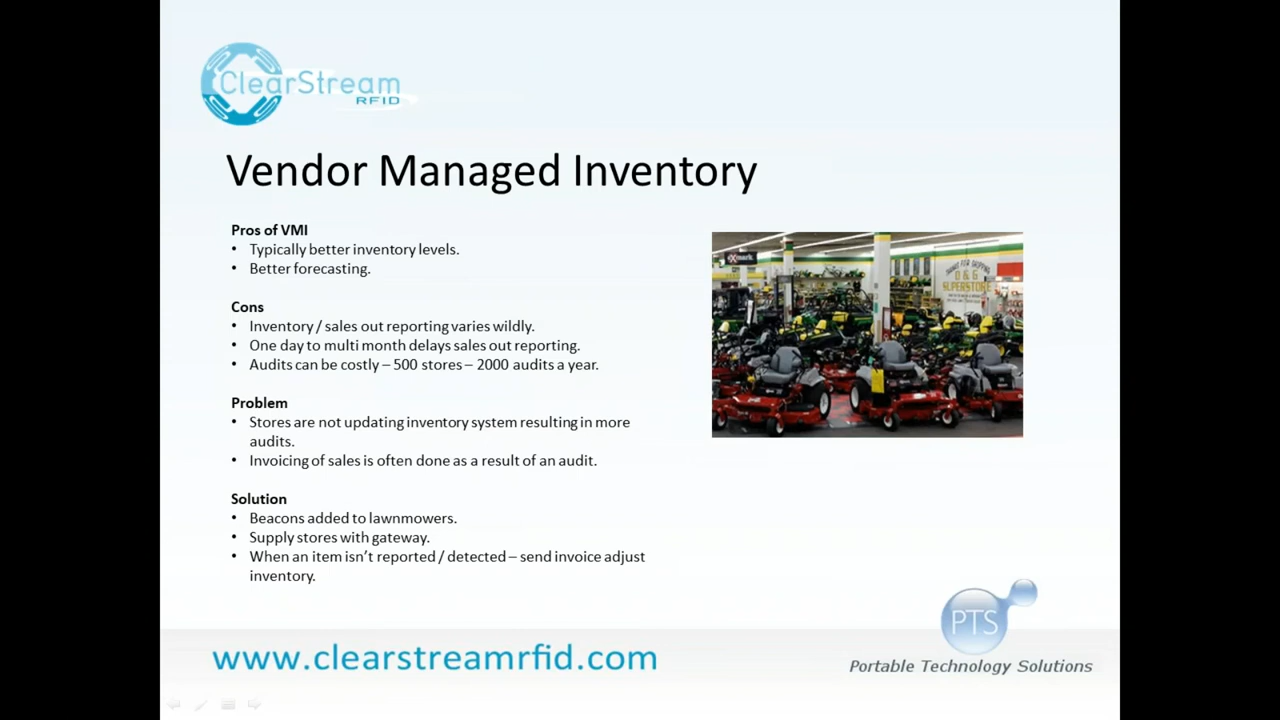 ClearStream
RFID
Vendor Managed Inventory
Pros of VMI
• Typically better inventory levels.
• Better forecasting.
Cons
• Inventory / sales out reporting varies wildly.
• One day to multi month delays sales out reporting.
• Audits can be costly – 500 stores – 2000 audits a year.
Problem
• Stores are not updating inventory system resulting in more
audits.
• Invoicing of sales is often done as a result of an audit.
Solution
• Beacons added to lawnmowers.
• Supply stores with gateway.
• When an item isn't reported / detected – send invoice adjust
inventory.
exmark
D & G
SUPERSTORE
PTS
www.clearstreamrfid.com
Portable Technology Solutions